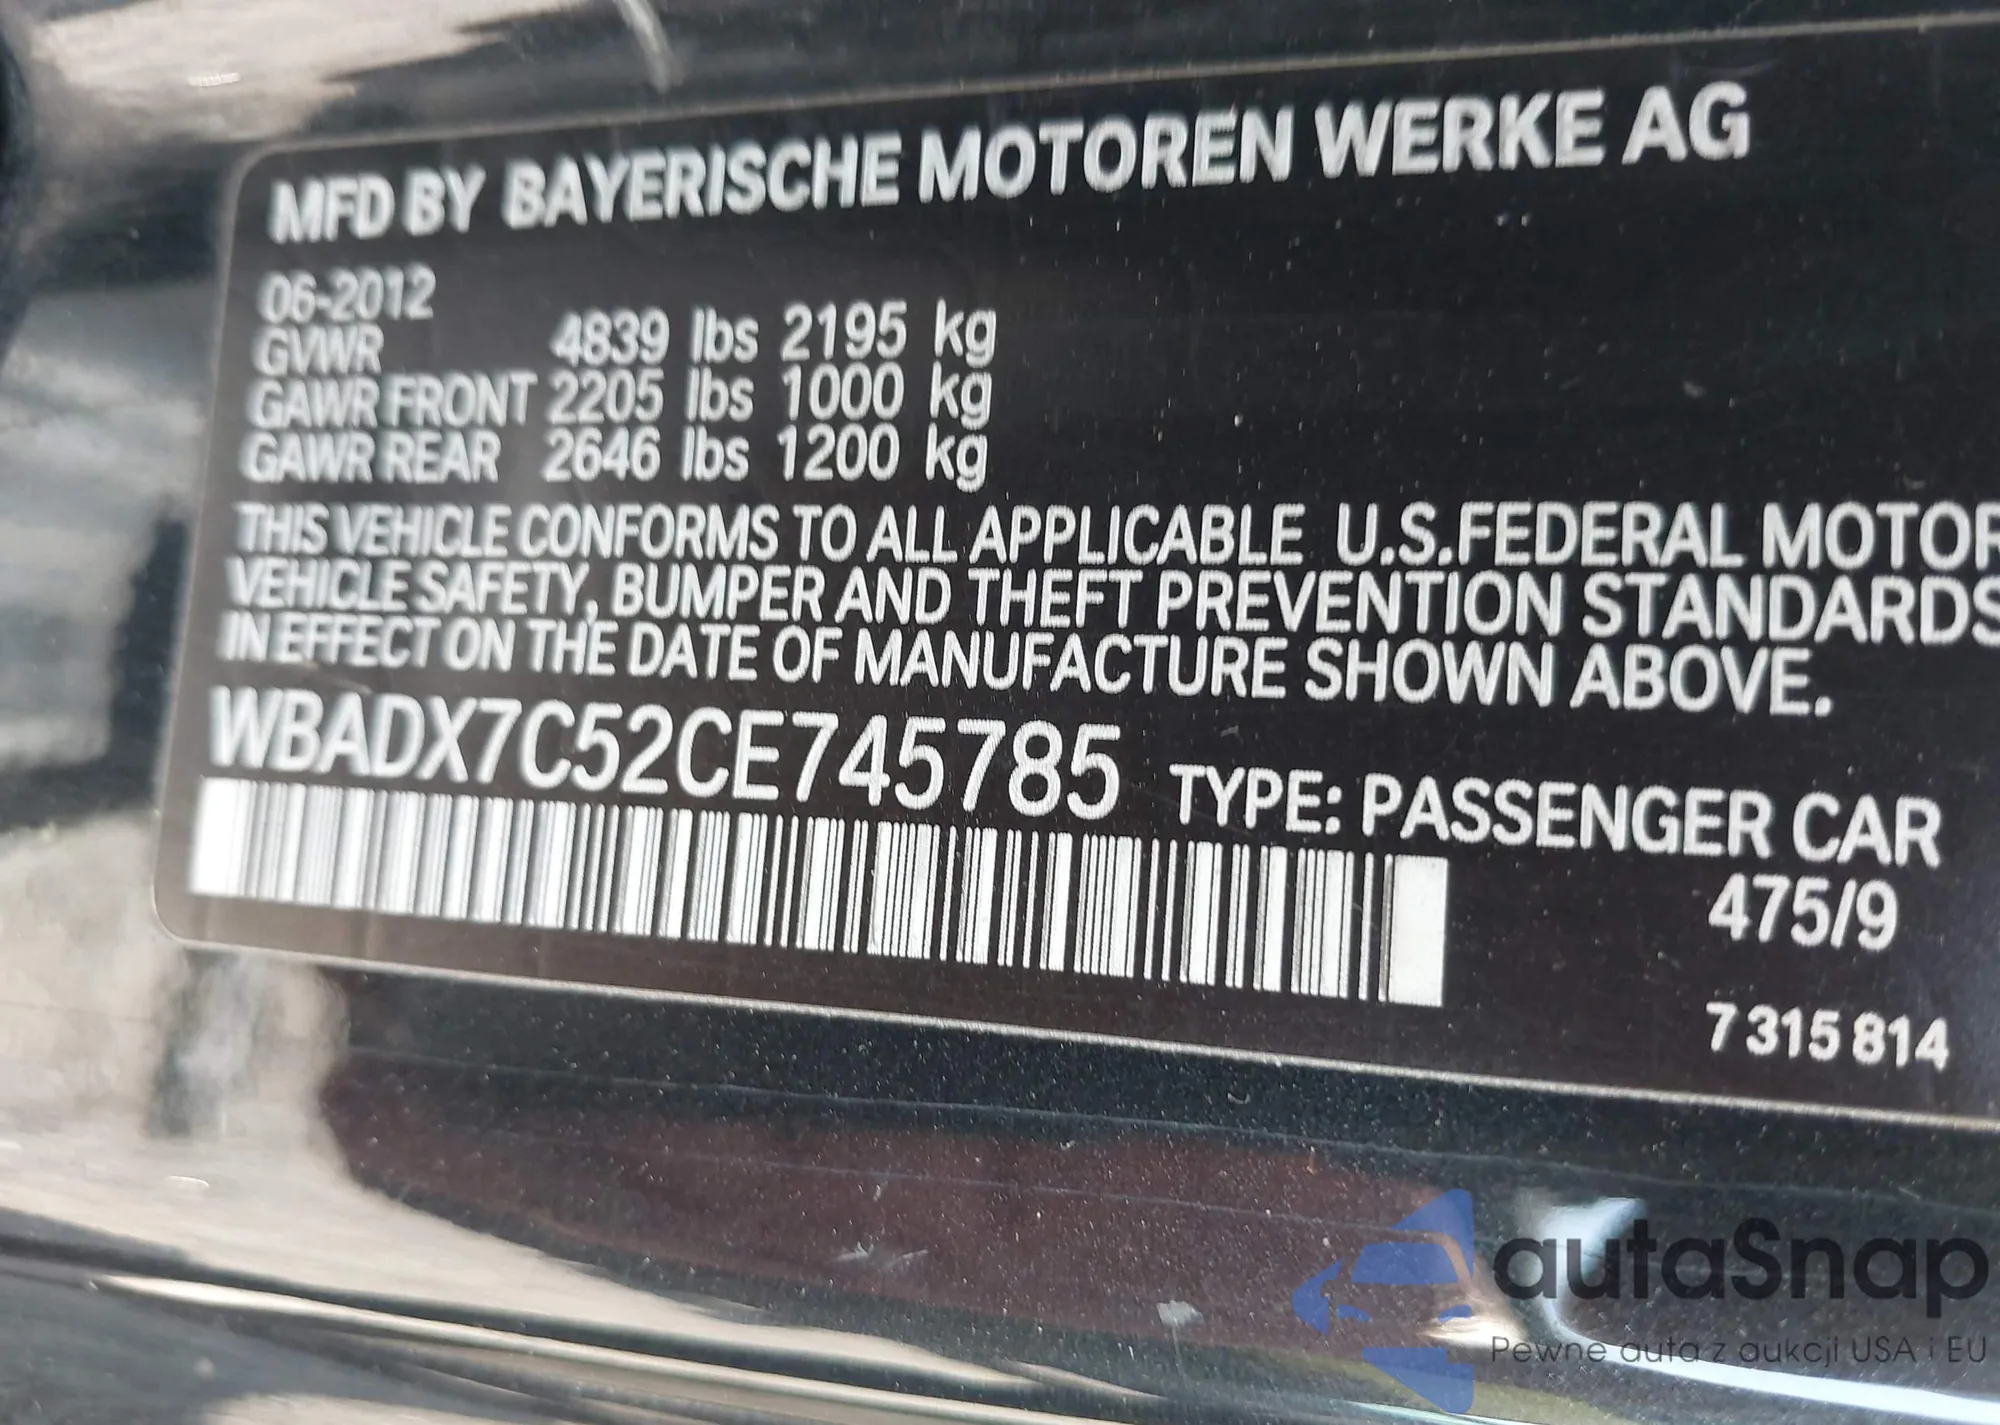 MFD BY BAYERISCHE MOTOREN WERKE AG
06-2012
GVWR 4839 lbs 2195 kg
GAWR FRONT 2205 lbs 1000 kg
GAWR REAR 2646 lbs 1200 kg
THIS VEHICLE CONFORMS TO ALL APPLICABLE U.S.FEDERAL MOTOR
VEHICLE SAFETY, BUMPER AND THEFT PREVENTION STANDARDS
IN EFFECT ON THE DATE OF MANUFACTURE SHOWN ABOVE.
WBADX7C52CE745785 TYPE: PASSENGER CAR
475/9
7 315 814
autaSnap
Pewne auta z aukcji USA i EU